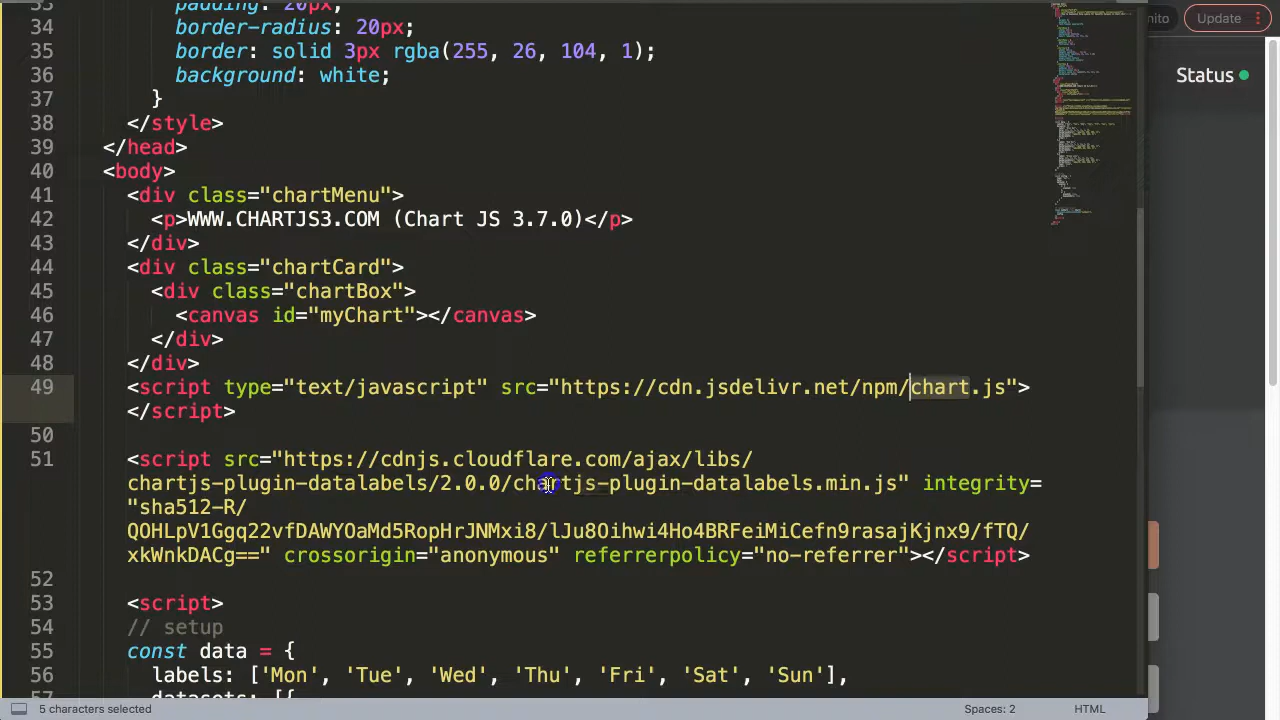 33 padding: 20px;
34 border-radius: 20px;
35 border: solid 3px rgba(255, 26, 104, 1);
36 background: white;
37 }
38 </style>
39 </head>
40 <body>
41 <div class="chartMenu">
42 <p>WWW.CHARTJS3.COM (Chart JS 3.7.0)</p>
43 </div>
44 <div class="chartCard">
45 <div class="chartBox">
46 <canvas id="myChart"></canvas>
47 </div>
48 </div>
49 <script type="text/javascript" src="https://cdn.jsdelivr.net/npm/chart.js">
</script>
50
51 <script src="https://cdnjs.cloudflare.com/ajax/libs/
chartjs-plugin-datalabels/2.0.0/chartjs-plugin-datalabels.min.js" integrity=
"sha512-R/
QOHLpV1Ggq22vfDAWYOaMd5RopHrJNMxi8/lJu8Oihwi4Ho4BRFeiMiCefn9rasajKjnx9/fTQ/
xkWnkDACg==" crossorigin="anonymous" referrerpolicy="no-referrer"></script>
52
53 <script>
54 // setup
55 const data = {
56 labels: ['Mon', 'Tue', 'Wed', 'Thu', 'Fri', 'Sat', 'Sun'],
57 datasets: [{
Update
Status
5 characters selected
Spaces: 2
HTML